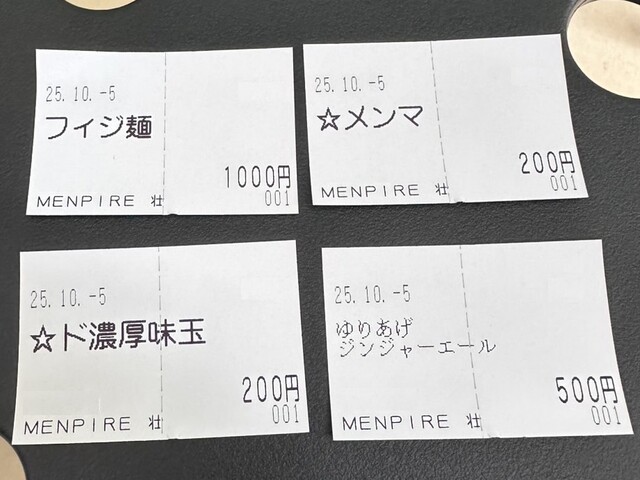 25.10.-5
フィジ麺
1000円
001
MENPIRE 壮
25.10.-5
☆メンマ
200円
001
MENPIRE 壮
25.10.-5
☆ド濃厚味玉
200円
001
MENPIRE 壮
25.10.-5
ゆりあげ
ジンジャーエール
500円
001
MENPIRE 壮